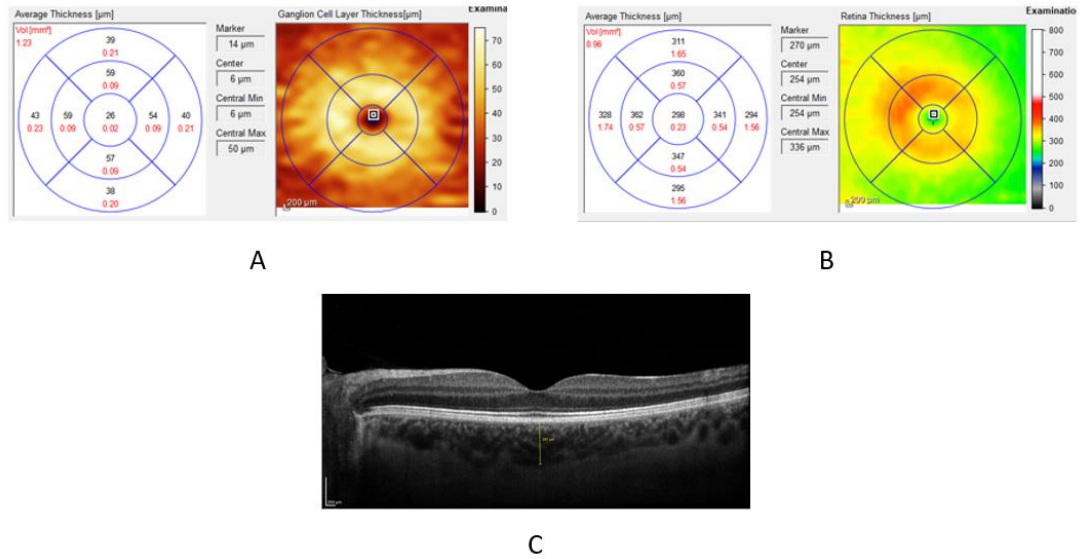 Average Thickness [µm]
Vol [mm³]
1.23
39
0.21
59
0.09
43
0.23
59
0.09
26
0.02
54
0.09
40
0.21
57
0.09
38
0.20
Marker
14 µm
Center
6 µm
Central Min
6 µm
Central Max
50 µm
Ganglion Cell Layer Thickness[µm]
Examina
70
60
50
40
30
20
10
0
200 µm
A
Average Thickness [µm]
Vol [mm³]
8.96
311
1.65
360
0.57
328
1.74
362
0.57
298
0.23
341
0.54
294
1.56
347
0.54
295
1.56
Marker
270 µm
Center
254 µm
Central Min
254 µm
Central Max
336 µm
Retina Thickness [µm]
Examinatio
800
700
600
500
400
300
200
100
0
200 µm
B
200 µm
C